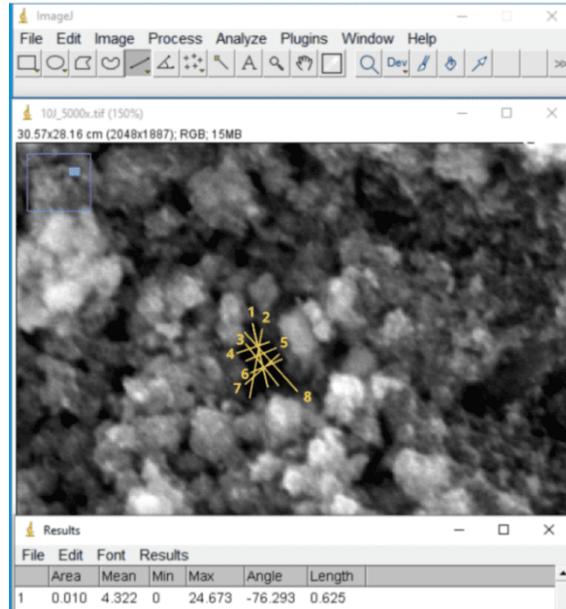 ImageJ
File Edit Image Process Analyze Plugins Window Help
A Dev »
10J_5000x.tif (150%)
30.57x28.16 cm (2048x1887); RGB; 15MB
1
2
3
4
5
6
7
8
Results
File Edit Font Results
Area Mean Min Max Angle Length
1 0.010 4.322 0 24.673 -76.293 0.625